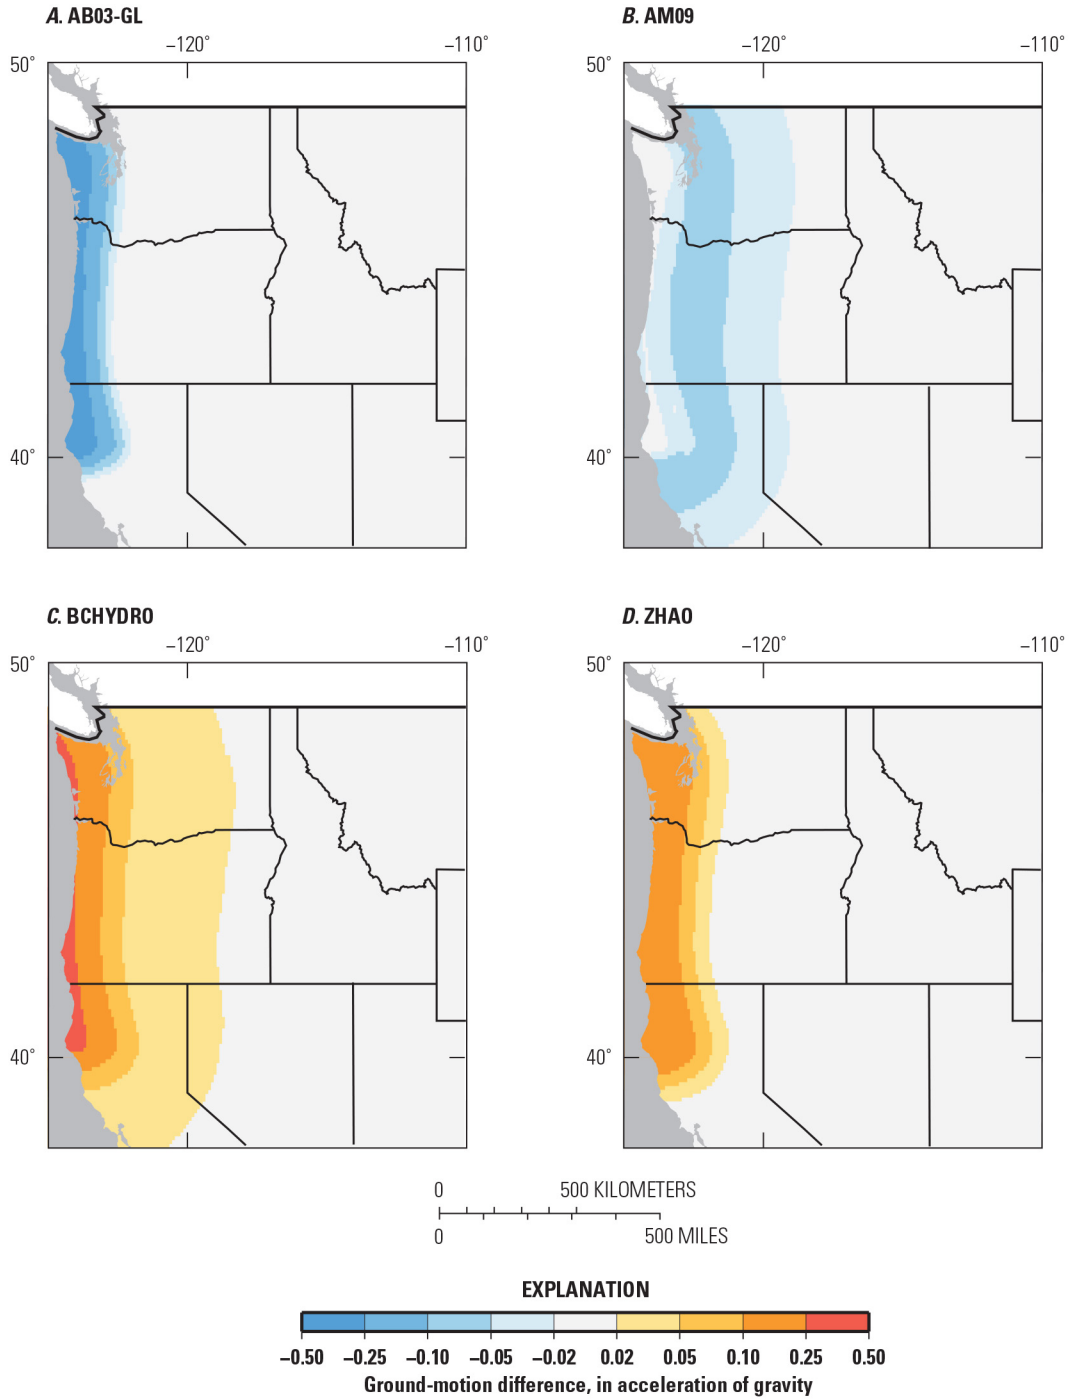 A. AB03-GL
B. AM09
−120° −110°
−120° −110°
50°
50°
40°
40°
C. BCHYDRO
D. ZHAO
−120° −110°
−120° −110°
50°
50°
40°
40°
0 500 KILOMETERS
0 500 MILES
EXPLANATION
−0.50 −0.25 −0.10 −0.05 −0.02 0.02 0.05 0.10 0.25 0.50
Ground-motion difference, in acceleration of gravity